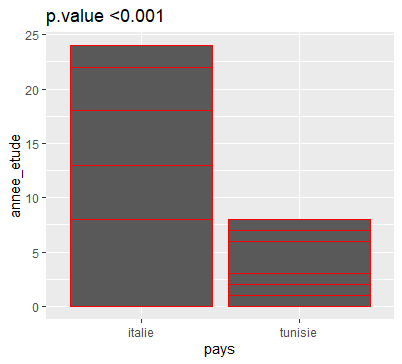 p.value <0.001
25
20
15
10
5
0
annee_etude
italie tunisie
pays